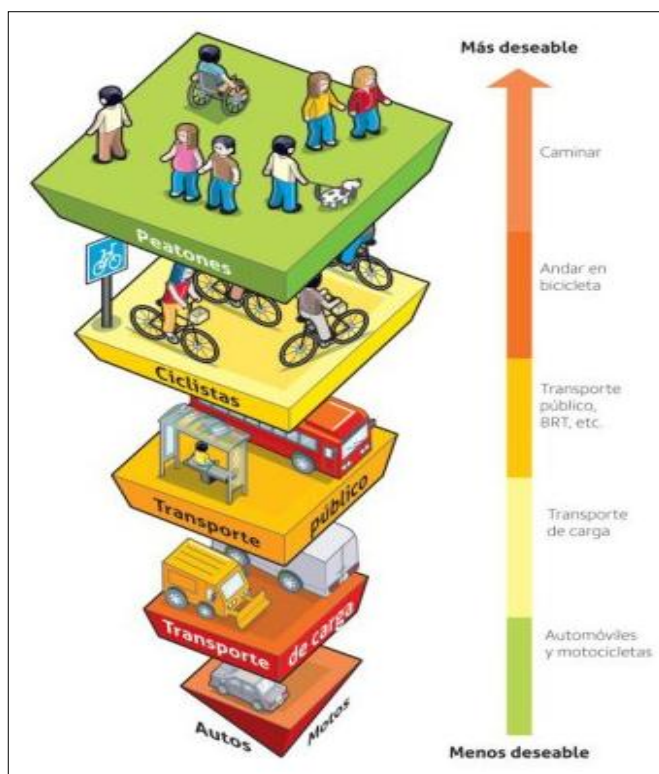 Más deseable
Caminar
Andar en
bicicleta
Transporte
público,
BRT, etc.
Transporte
de carga
Automóviles
y motocicletas
Menos deseable
Peatones
Ciclistas
Transporte público
Transporte de carga
Autos Motos